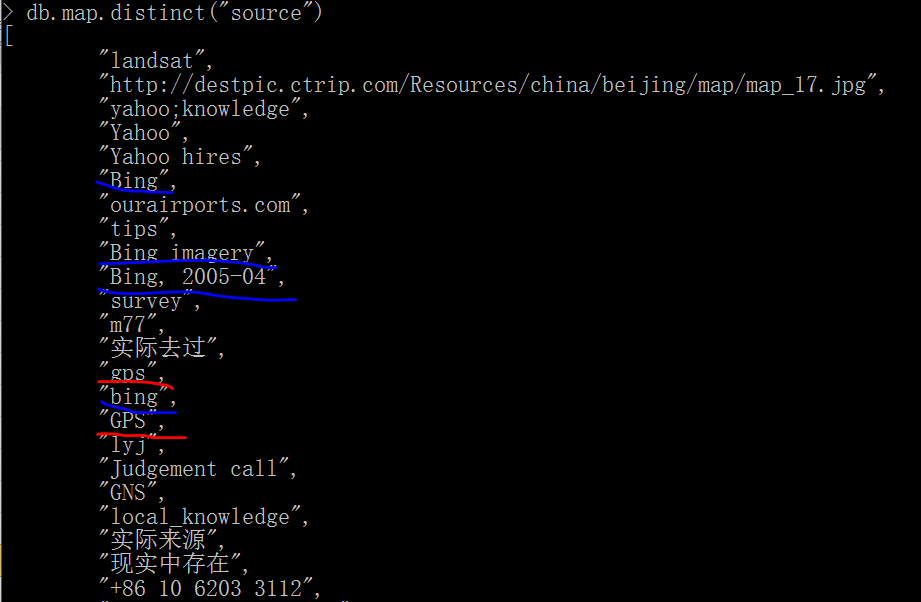 > db.map.distinct("source")
[
"landsat",
"http://destpic.ctrip.com/Resources/china/beijing/map/map_17.jpg",
"yahoo;knowledge",
"Yahoo",
"Yahoo hires",
"Bing",
"ourairports.com",
"tips",
"Bing imagery",
"Bing, 2005-04",
"survey",
"m77",
"实际去过",
"gps",
"bing",
"GPS",
"lyj",
"Judgement call",
"GNS",
"local_knowledge",
"实际来源",
"现实中存在",
"+86 10 6203 3112",